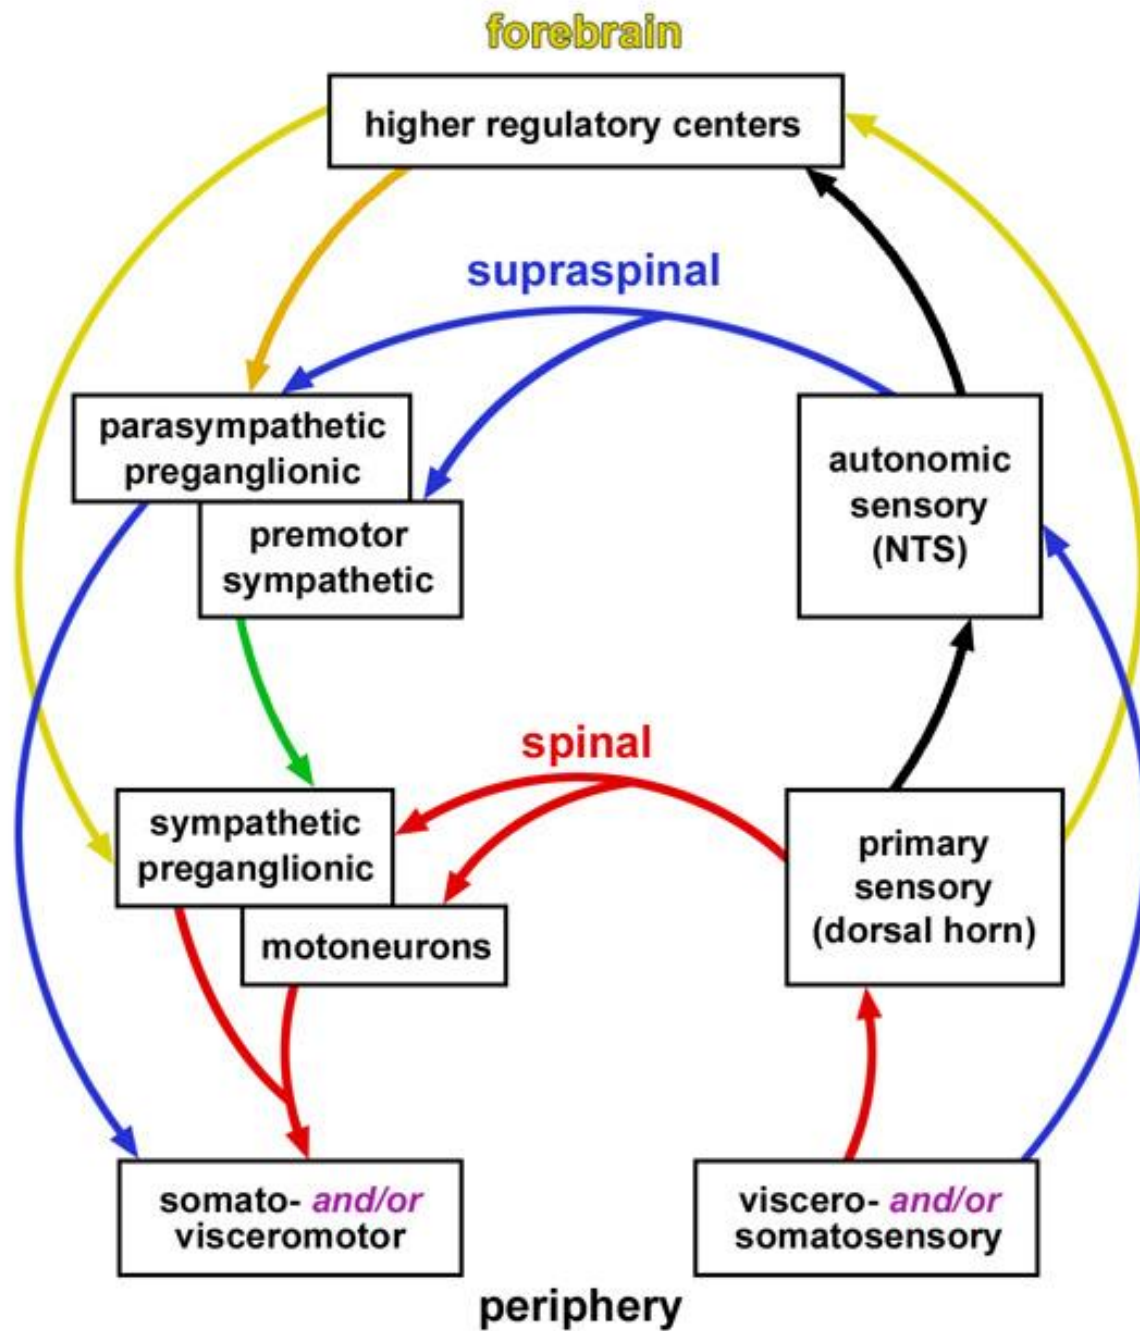 forebrain
higher regulatory centers
supraspinal
parasympathetic
preganglionic
premotor
sympathetic
autonomic
sensory
(NTS)
spinal
sympathetic
preganglionic
motoneurons
primary
sensory
(dorsal horn)
somato- and/or
visceromotor
viscero- and/or
somatosensory
periphery